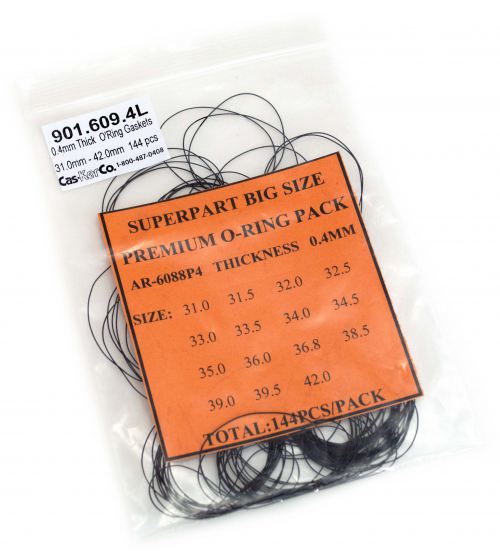 901.609.4L
0.4mm Thick O'Ring Gaskets
31.0mm - 42.0mm 144 pcs
Cas-Ker Co. 1-800-487-0408
SUPERPART BIG SIZE
PREMIUM O-RING PACK
AR-6088P4 THICKNESS 0.4MM
SIZE: 31.0 31.5 32.0 32.5
33.0 33.5 34.0 34.5
35.0 36.0 36.8 38.5
39.0 39.5 42.0
TOTAL:144PCS/PACK